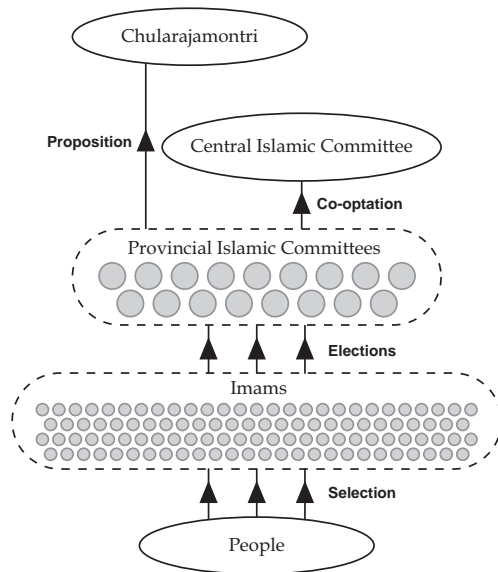 Chularajamontri
Proposition
Central Islamic Committee
Co-optation
Provincial Islamic Committees
Elections
Imams
Selection
People